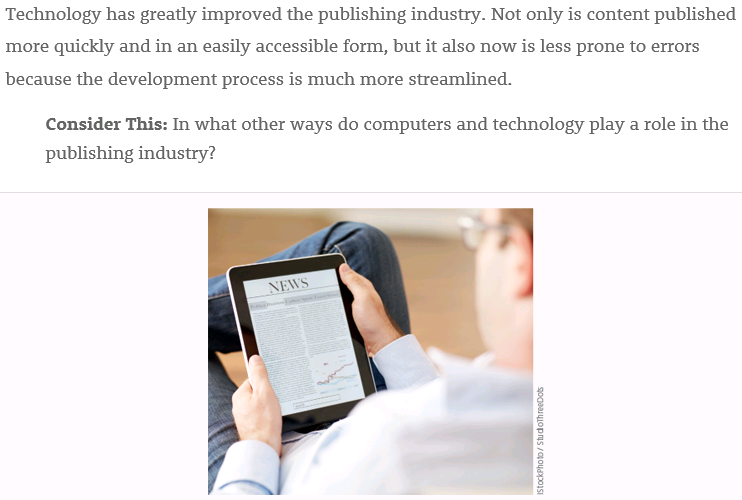 Technology has greatly improved the publishing industry. Not only is content published
more quickly and in an easily accessible form, but it also now is less prone to errors
because the development process is much more streamlined.
Consider This: In what other ways do computers and technology play a role in the
publishing industry?
NEWS
iStockPhoto / StudioThreeDots